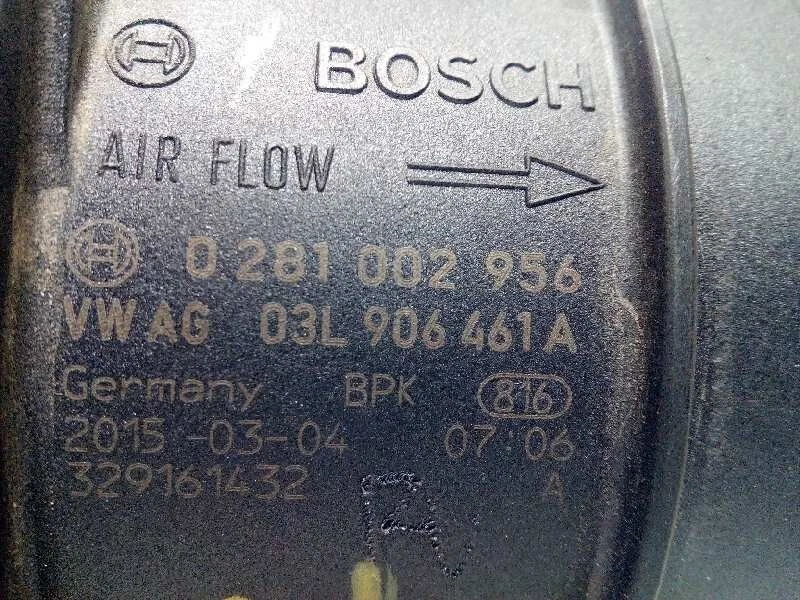 BOSCH
AIR FLOW
0 281 002 956
VW AG 03L 906 461 A
Germany BPK 816
2015-03-04 07:06
329161432 A